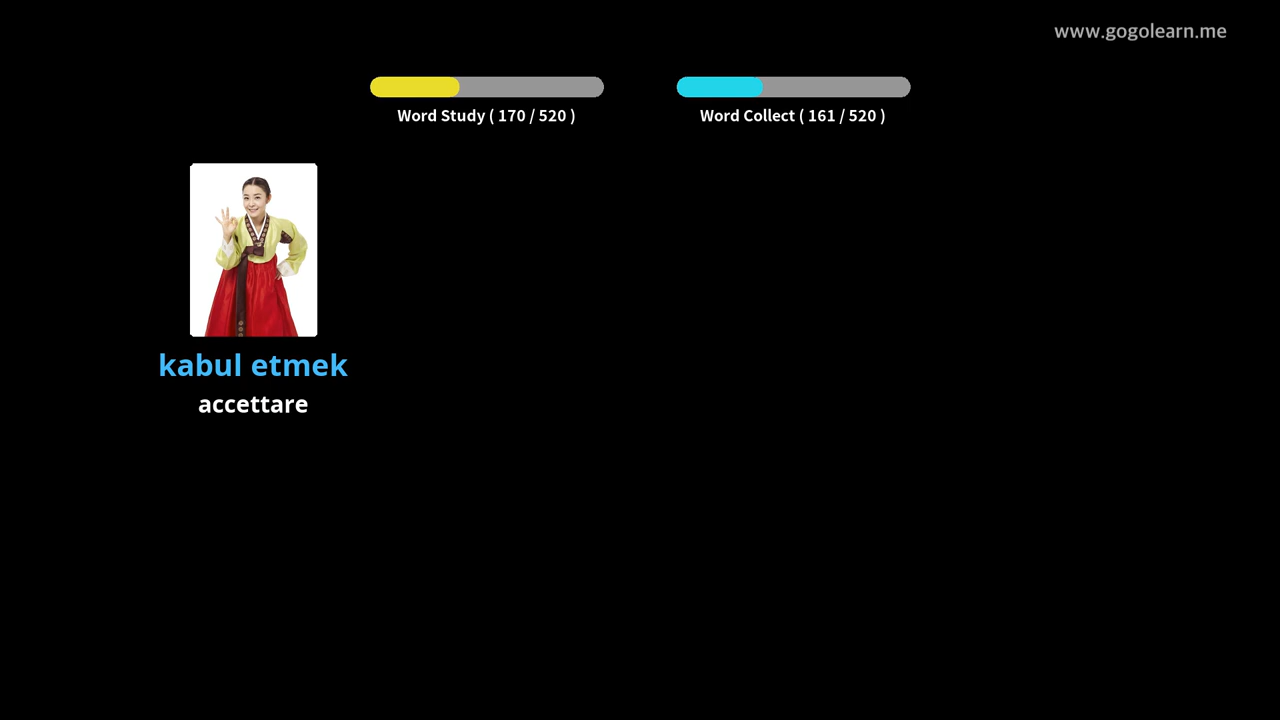 www.gogolearn.me
Word Study ( 170 / 520 )
Word Collect ( 161 / 520 )
kabul etmek
accettare